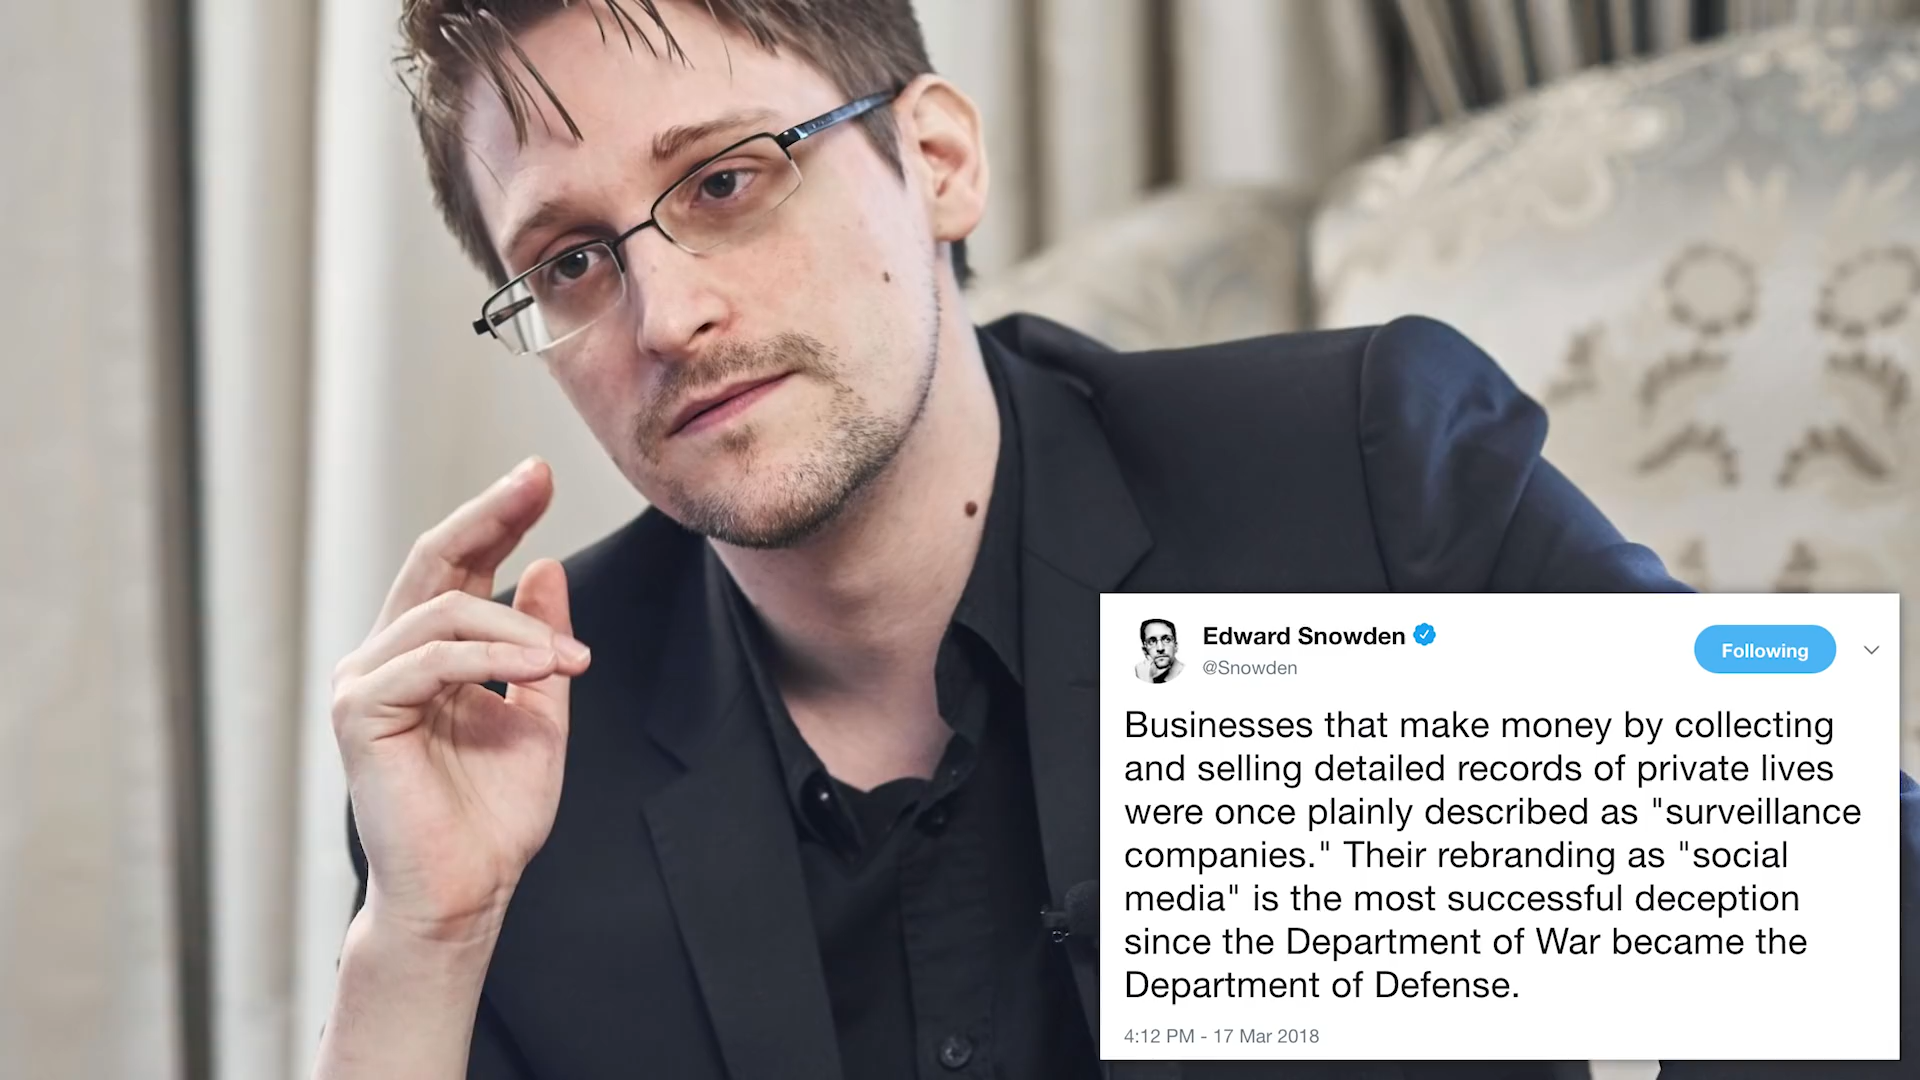 Edward Snowden
@Snowden
Following
Businesses that make money by collecting
and selling detailed records of private lives
were once plainly described as "surveillance
companies." Their rebranding as "social
media" is the most successful deception
since the Department of War became the
Department of Defense.
4:12 PM - 17 Mar 2018